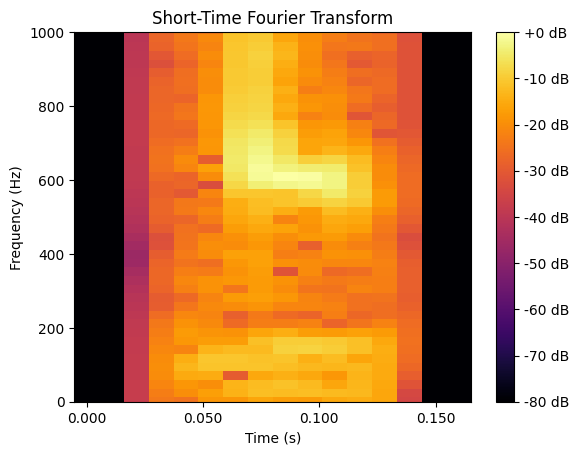 Short-Time Fourier Transform
1000
800
600
400
200
0
Frequency (Hz)
0.000
0.050
0.100
0.150
Time (s)
+0 dB
-10 dB
-20 dB
-30 dB
-40 dB
-50 dB
-60 dB
-70 dB
-80 dB